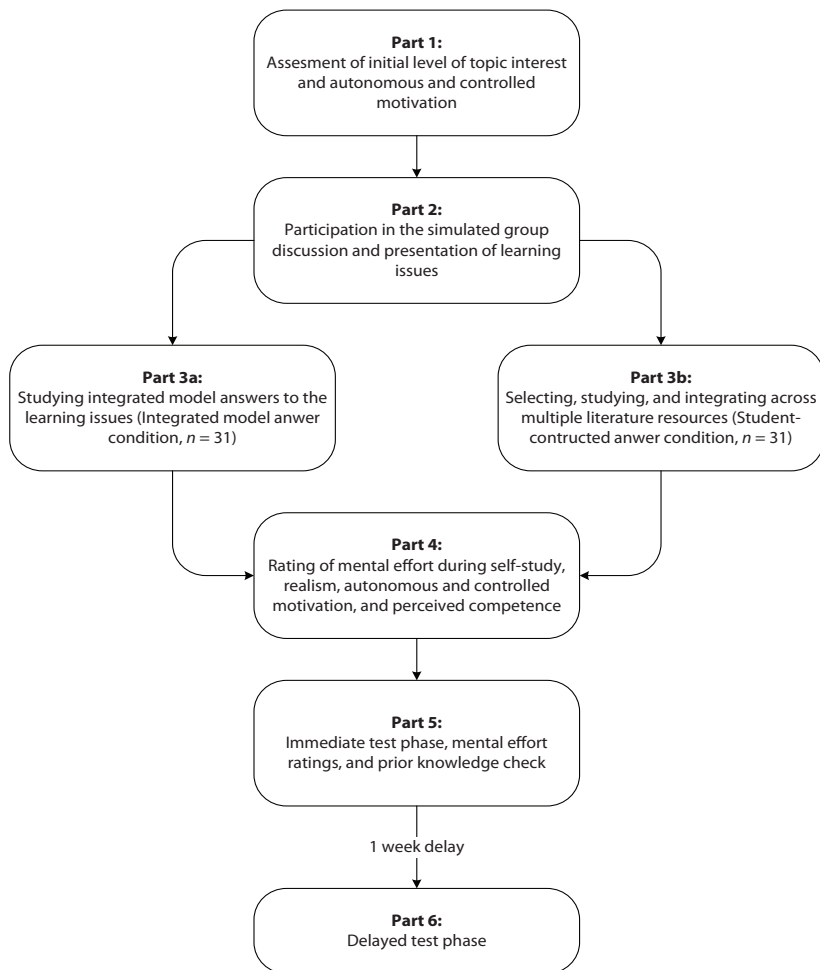 Part 1:
Assesment of initial level of topic interest
and autonomous and controlled
motivation
Part 2:
Participation in the simulated group
discussion and presentation of learning
issues
Part 3a:
Studying integrated model answers to the
learning issues (Integrated model anwer
condition, n = 31)
Part 3b:
Selecting, studying, and integrating across
multiple literature resources (Student-
contructed anwer condition, n = 31)
Part 4:
Rating of mental effort during self-study,
realism, autonomous and controlled
motivation, and perceived competence
Part 5:
Immediate test phase, mental effort
ratings, and prior knowledge check
1 week delay
Part 6:
Delayed test phase